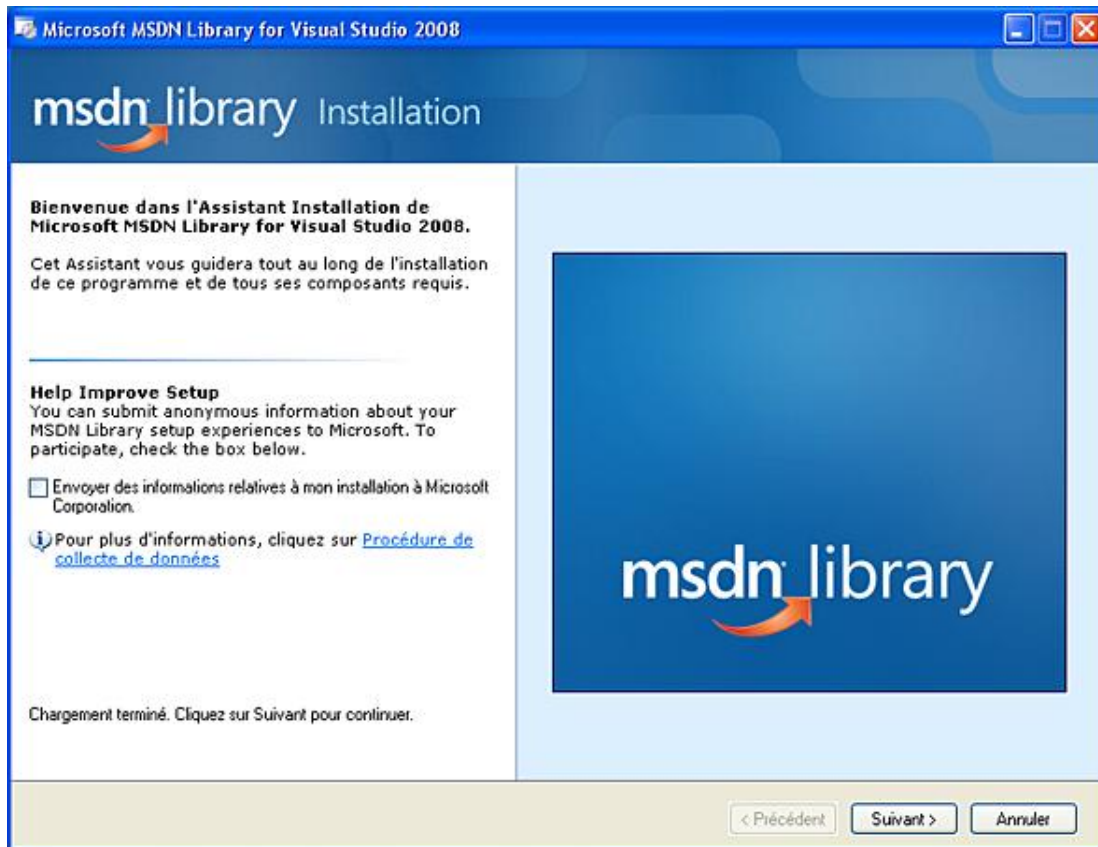 Microsoft MSDN Library for Visual Studio 2008
msdn library Installation
Bienvenue dans l'Assistant Installation de
Microsoft MSDN Library for Visual Studio 2008.
Cet Assistant vous guidera tout au long de l'installation
de ce programme et de tous ses composants requis.
Help Improve Setup
You can submit anonymous information about your
MSDN Library setup experiences to Microsoft. To
participate, check the box below.
Envoyer des informations relatives à mon installation à Microsoft
Corporation.
Pour plus d'informations, cliquez sur Procédure de
collecte de données
msdn library
Chargement terminé. Cliquez sur Suivant pour continuer.
< Précédent Suivant > Annuler